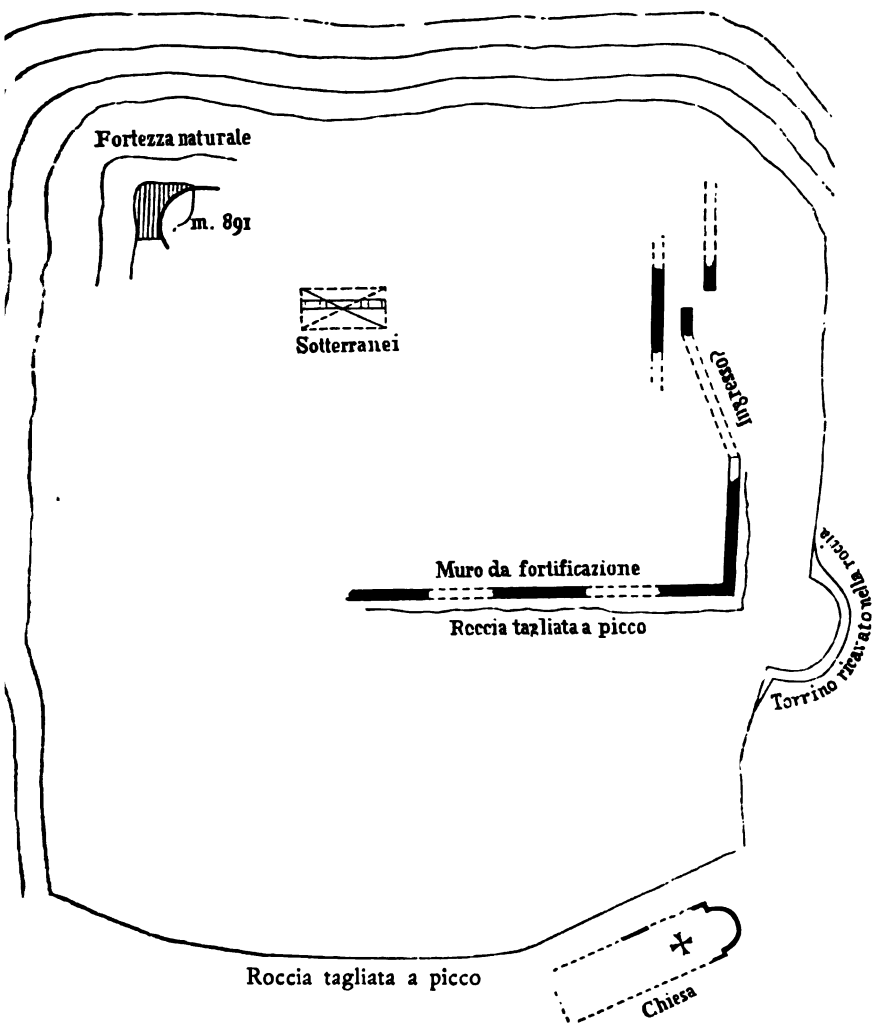 Fortezza naturale
m. 891
Sotterranei
Ingresso?
Muro da fortificazione
Roccia tagliata a picco
Torrino ricavato nella roccia
Roccia tagliata a picco
Chiesa